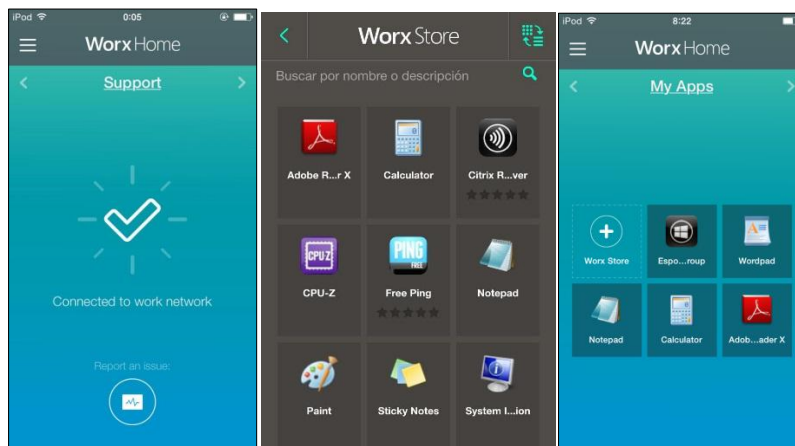 iPod 0:05
Worx Home
Support
Connected to work network
Report an issue:
Worx Store
Buscar por nombre o descripción
Adobe R...r X Calculator Citrix R...ver
CPU-Z
PING
FREE
CPU-Z Free Ping Notepad
Paint Sticky Notes System I...ion
iPod 8:22
Worx Home
My Apps
Worx Store Espo...roup Wordpad
Notepad Calculator Adob...ader X